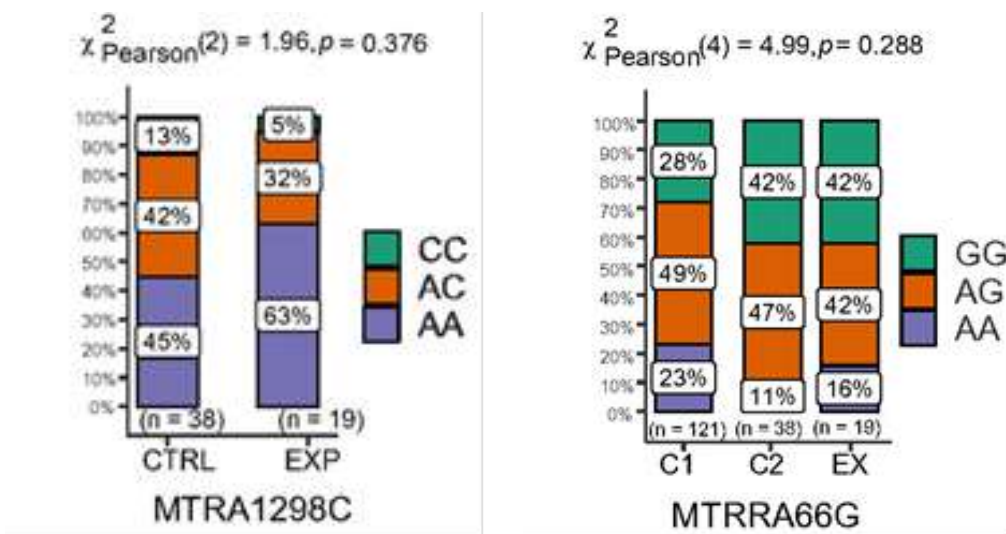 χ2Pearson(2) = 1.96,p = 0.376
100%
90%
80%
70%
60%
50%
40%
30%
20%
10%
0%
13%
42%
45%
5%
32%
63%
(n = 38)
(n = 19)
CTRL
EXP
CC
AC
AA
MTRA1298C
χ2Pearson(4) = 4.99,p= 0.288
100%
90%
80%
70%
60%
50%
40%
30%
20%
10%
0%
28%
49%
23%
42%
47%
11%
42%
42%
16%
(n = 121)
(n = 38)
(n = 19)
C1
C2
EX
GG
AG
AA
MTRRA66G